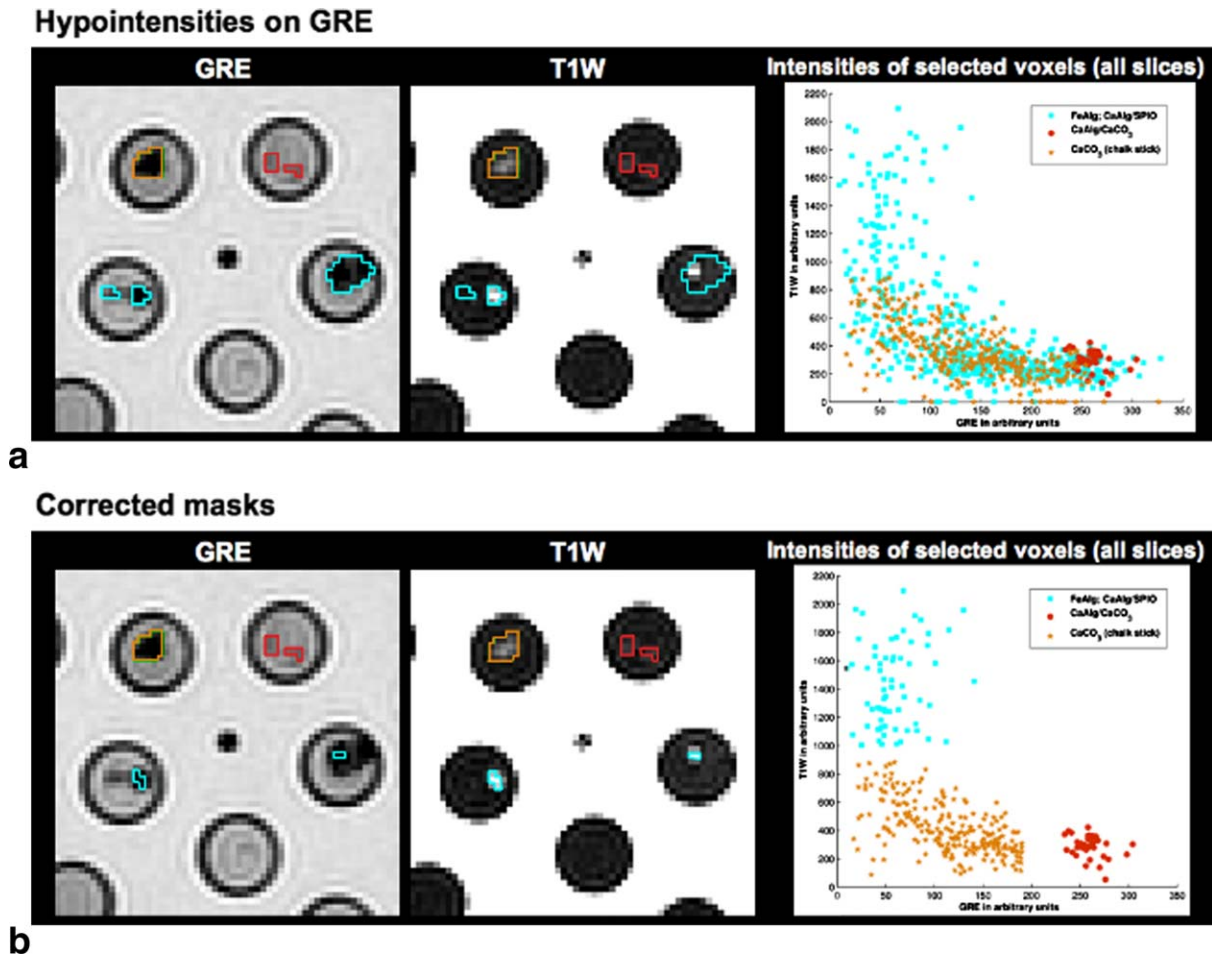 Hypointensities on GRE
GRE
T1W
Intensities of selected voxels (all slices)
2200
2000
1800
1600
1400
1200
1000
800
600
400
200
0
T1W in arbitrary units
FeAlg; CaAlg/SPIO
CaAlg/CaCO3
CaCO3 (chalk stick)
0 50 100 150 200 250 300 350
GRE in arbitrary units
a
Corrected masks
GRE
T1W
Intensities of selected voxels (all slices)
2200
2000
1800
1600
1400
1200
1000
800
600
400
200
0
T1W in arbitrary units
FeAlg; CaAlg/SPIO
CaAlg/CaCO3
CaCO3 (chalk stick)
0 50 100 150 200 250 300 350
GRE in arbitrary units
b